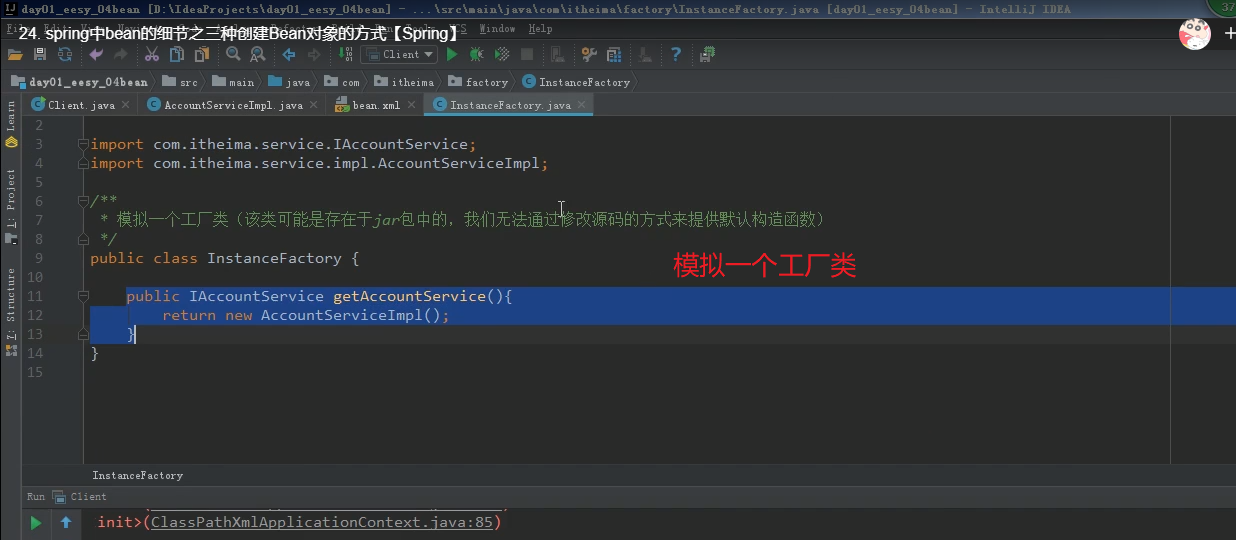 day01_eesy_04bean [D:\IdeaProjects\day01_eesy_04bean] - ...\src\main\java\com\itheima\factory\InstanceFactory.java [day01_eesy_04bean] - IntelliJ IDEA
37
24. spring中bean的细节之三种创建Bean对象的方式【Spring】
Window Help
Client
day01_eesy_04bean src main java com itheima factory InstanceFactory
Client.java AccountServiceImpl.java bean.xml InstanceFactory.java
Learn
1: Project
7: Structure
2
3 import com.itheima.service.IAccountService;
4 import com.itheima.service.impl.AccountServiceImpl;
5
6 /**
7 * 模拟一个工厂类（该类可能是存在于jar包中的，我们无法通过修改源码的方式来提供默认构造函数）
8 */
9 public class InstanceFactory {
模拟一个工厂类
10
11 public IAccountService getAccountService(){
12 return new AccountServiceImpl();
13 }
14 }
15
InstanceFactory
Run Client
init>(ClassPathXmlApplicationContext.java:85)